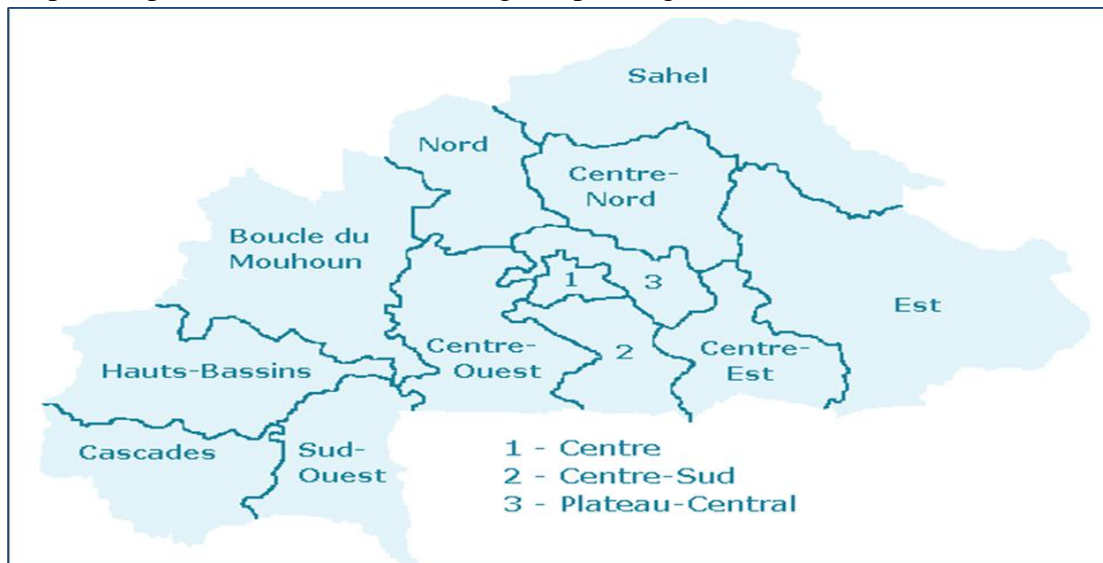 Sahel
Nord
Centre-
Nord
Boucle du
Mouhoun
1
3
Est
Centre-
Ouest
2
Centre-
Est
Hauts-Bassins
Cascades
Sud-
Ouest
1 - Centre
2 - Centre-Sud
3 - Plateau-Central